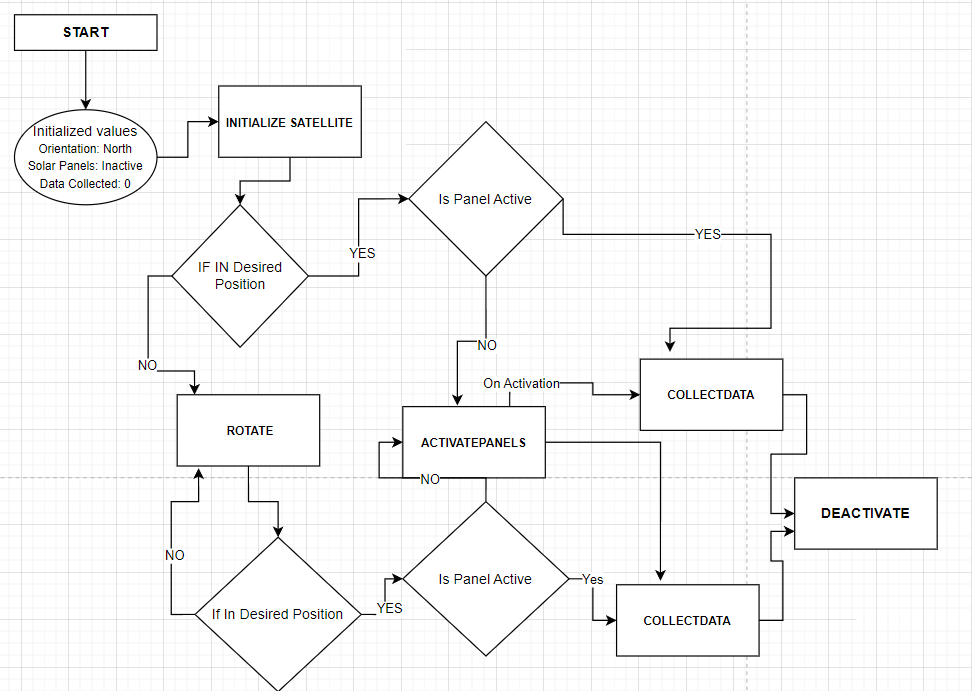 START
Initialized values
Orientation: North
Solar Panels: Inactive
Data Collected: 0
INITIALIZE SATELLITE
IF IN Desired
Position
YES
NO
Is Panel Active
YES
NO
On Activation
COLLECTDATA
ROTATE
ACTIVATEPANELS
NO
DEACTIVATE
NO
If In Desired Position
YES
Is Panel Active
Yes
COLLECTDATA